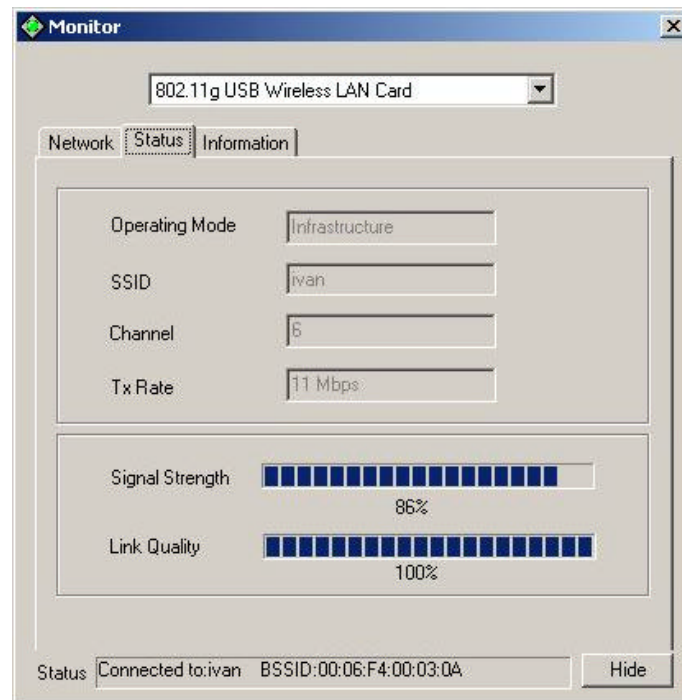 Monitor
802.11g USB Wireless LAN Card
Network Status Information
Operating Mode Infrastructure
SSID ivan
Channel 6
Tx Rate 11 Mbps
Signal Strength
86%
Link Quality
100%
Status Connected to:ivan BSSID:00:06:F4:00:03:0A Hide